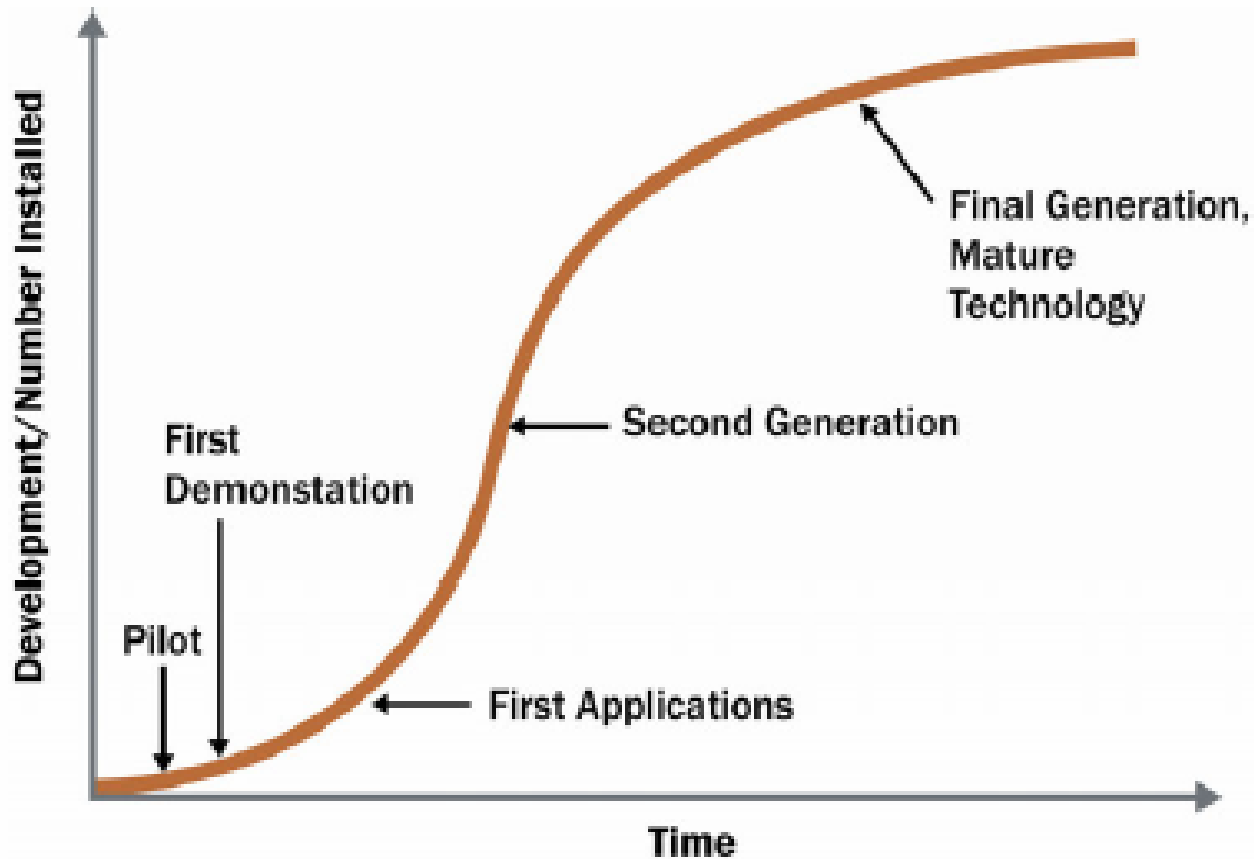 Development/Number Installed
First
Demonstation
Pilot
First Applications
Second Generation
Final Generation,
Mature
Technology
Time